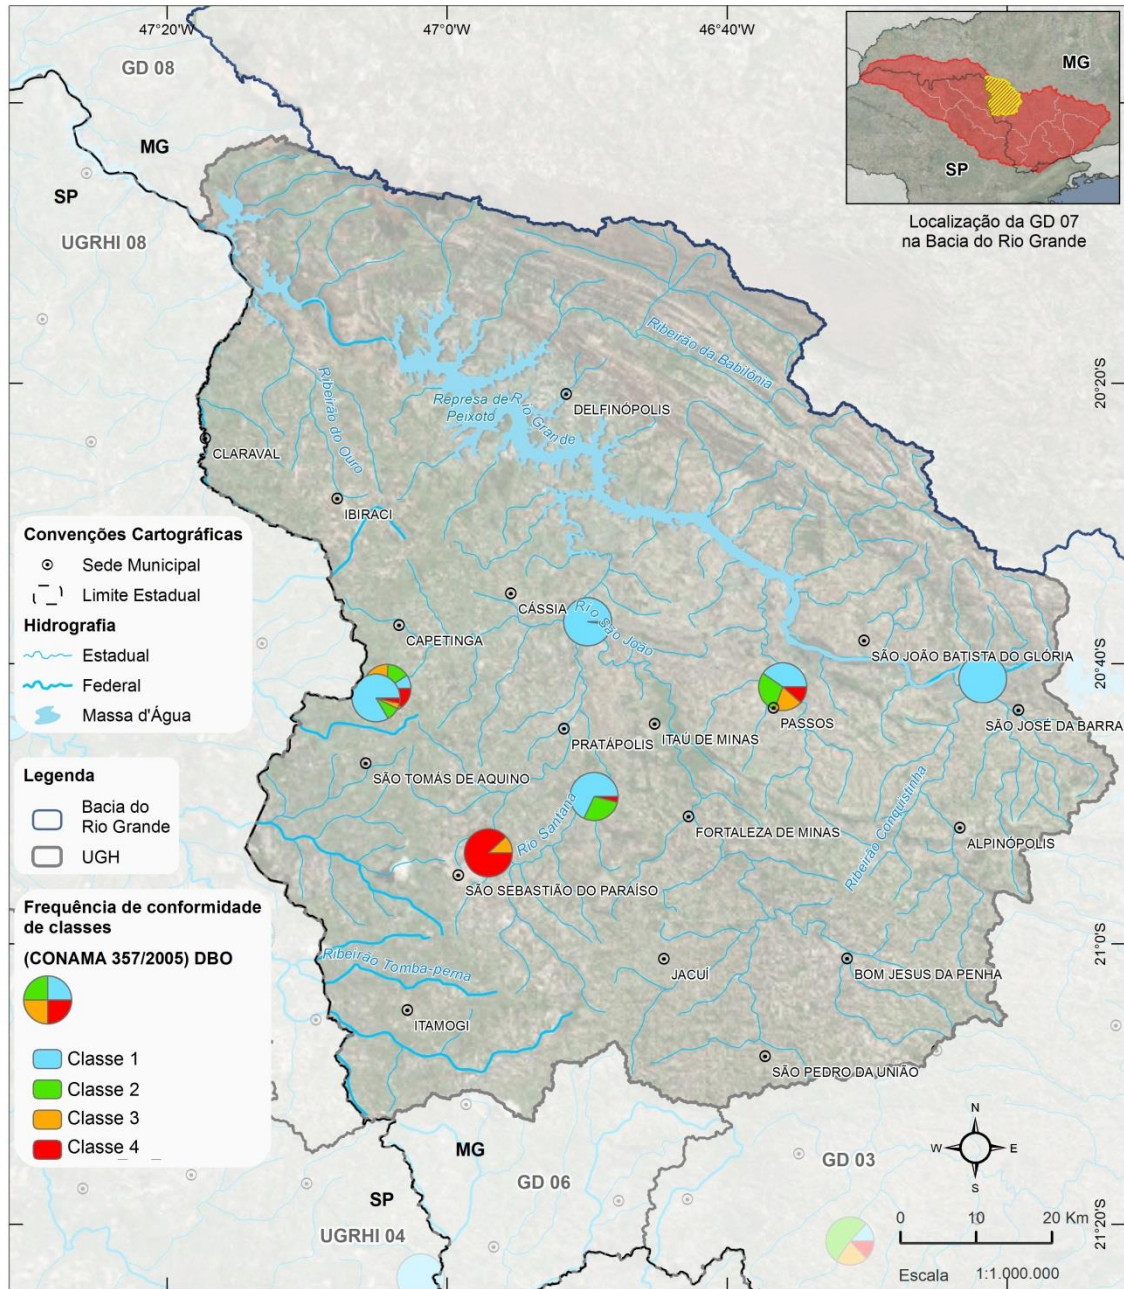 47°20'W
47°0'W
46°40'W
GD 08
MG
SP
UGRHI 08
MG
SP
Localização da GD 07
na Bacia do Rio Grande
Ribeirão da Babilônia
20°20'S
Ribeirão do Ouro
Represa de
Peixoto
Rio Grande
DELFINÓPOLIS
CLARAVAL
IBIRACI
Convenções Cartográficas
Sede Municipal
Limite Estadual
Hidrografia
Estadual
Federal
Massa d'Água
Legenda
Bacia do
Rio Grande
UGH
Frequência de conformidade
de classes
(CONAMA 357/2005) DBO
Classe 1
Classe 2
Classe 3
Classe 4
CÁSSIA
Rio São João
CAPETINGA
SÃO JOÃO BATISTA DO GLÓRIA
20°40'S
PASSOS
SÃO JOSÉ DA BARRA
PRATÁPOLIS
ITAÚ DE MINAS
SÃO TOMÁS DE AQUINO
Rio Santana
FORTALEZA DE MINAS
Ribeirão Conquistinha
ALPINÓPOLIS
SÃO SEBASTIÃO DO PARAÍSO
21°0'S
Ribeirão Tomba-perna
JACUÍ
BOM JESUS DA PENHA
ITAMOGI
SÃO PEDRO DA UNIÃO
MG
GD 06
GD 03
SP
UGRHI 04
N
W
E
S
21°20'S
0
10
20 Km
Escala
1:1.000.000